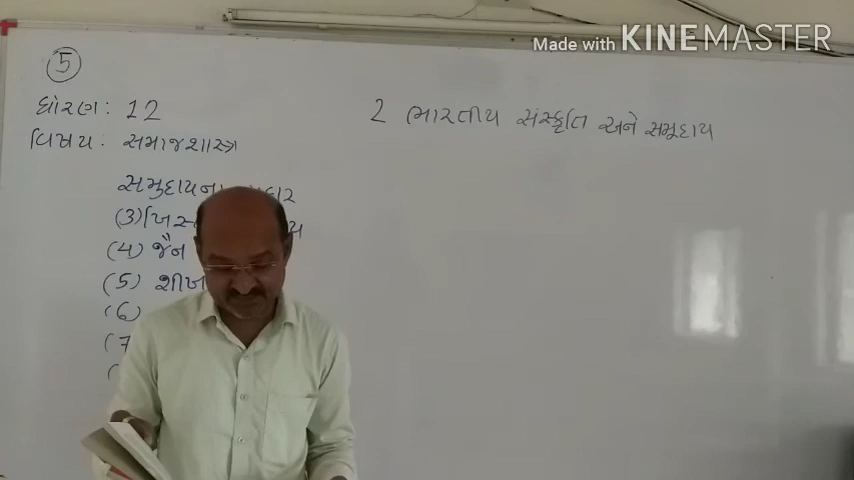 Made with KINEMASTER
5
ધોરણ: 12
2 ભારતીય સંસ્કૃતિ અને સમૂદાય
વિષય: સમાજશાસ્ત્ર
સમુદાયના
(3)
(4) જૈન
(5) શીખ
(6)
(7